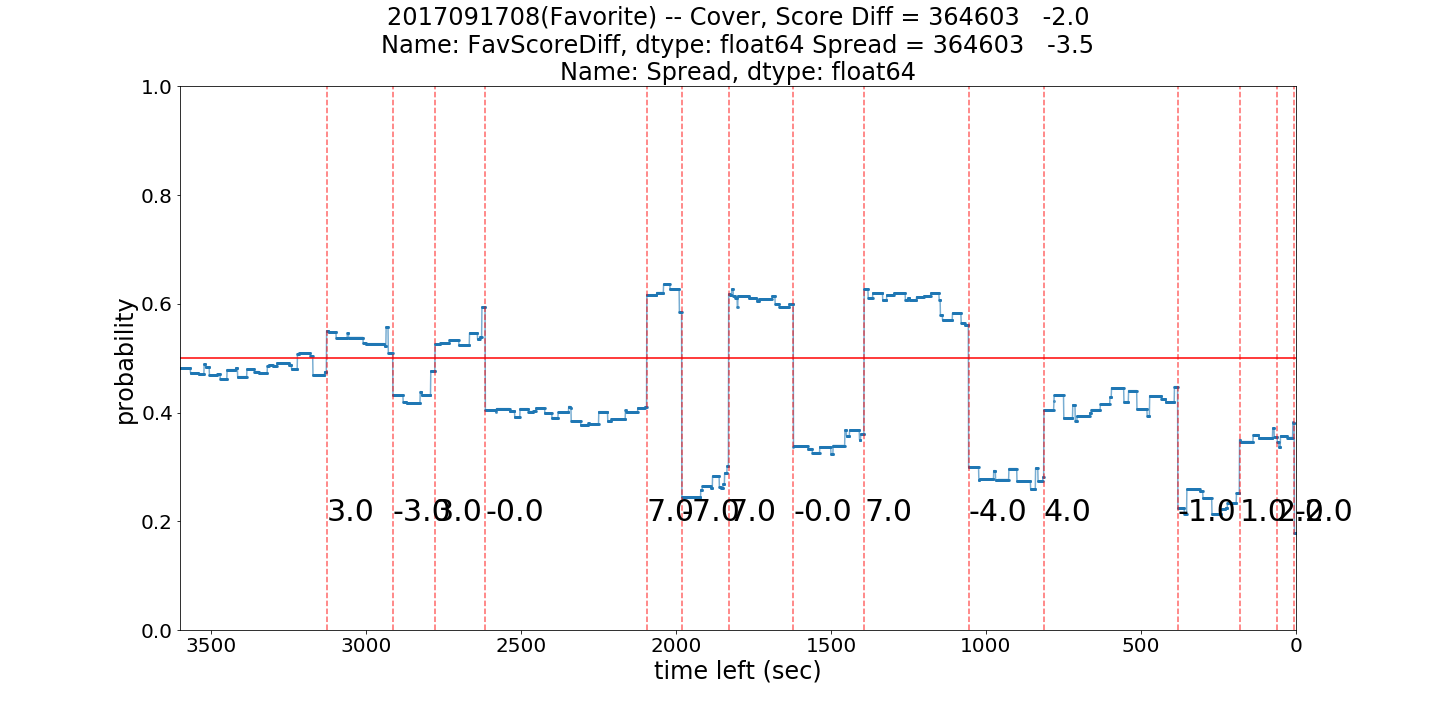 2017091708(Favorite) -- Cover, Score Diff = 364603   -2.0
Name: FavScoreDiff, dtype: float64 Spread = 364603   -3.5
Name: Spread, dtype: float64
1.0
0.8
0.6
0.4
0.2
0.0
probability
3.0 -3.0 3.0 -0.0 7.0 -7.0 7.0 -0.0 7.0 -4.0 4.0 -1.0 1.0 2.0 -2.0
3500 3000 2500 2000 1500 1000 500 0
time left (sec)